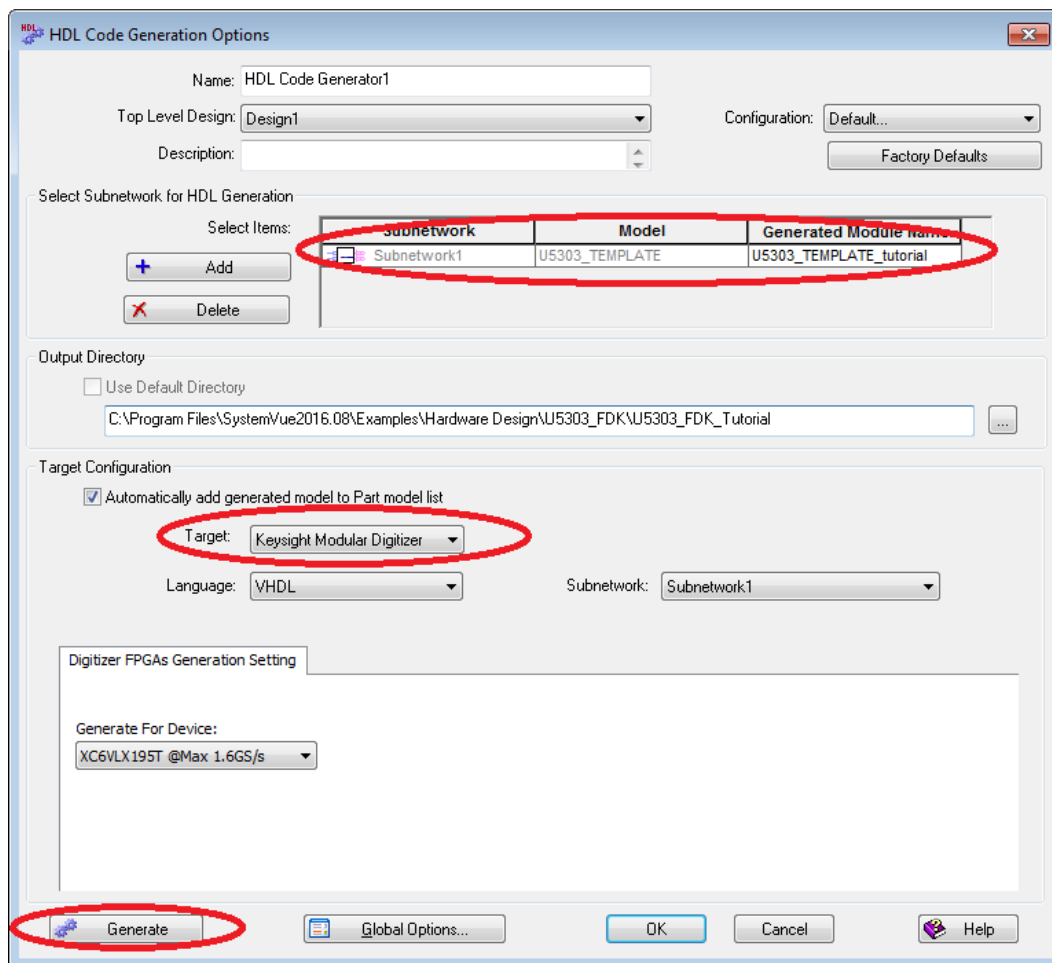 HDL HDL Code Generation Options
Name: HDL Code Generator1
Top Level Design: Design1 Configuration: Default...
Description: Factory Defaults
Select Subnetwork for HDL Generation
Select Items: Subnetwork Model Generated Module Name
Subnetwork1 U5303_TEMPLATE U5303_TEMPLATE_tutorial
Add
Delete
Output Directory
Use Default Directory
C:\Program Files\SystemVue2016.08\Examples\Hardware Design\U5303_FDK\U5303_FDK_Tutorial ...
Target Configuration
Automatically add generated model to Part model list
Target: Keysight Modular Digitizer
Language: VHDL Subnetwork: Subnetwork1
Digitizer FPGAs Generation Setting
Generate For Device:
XC6VLX195T @Max 1.6GS/s
Generate Global Options... OK Cancel Help